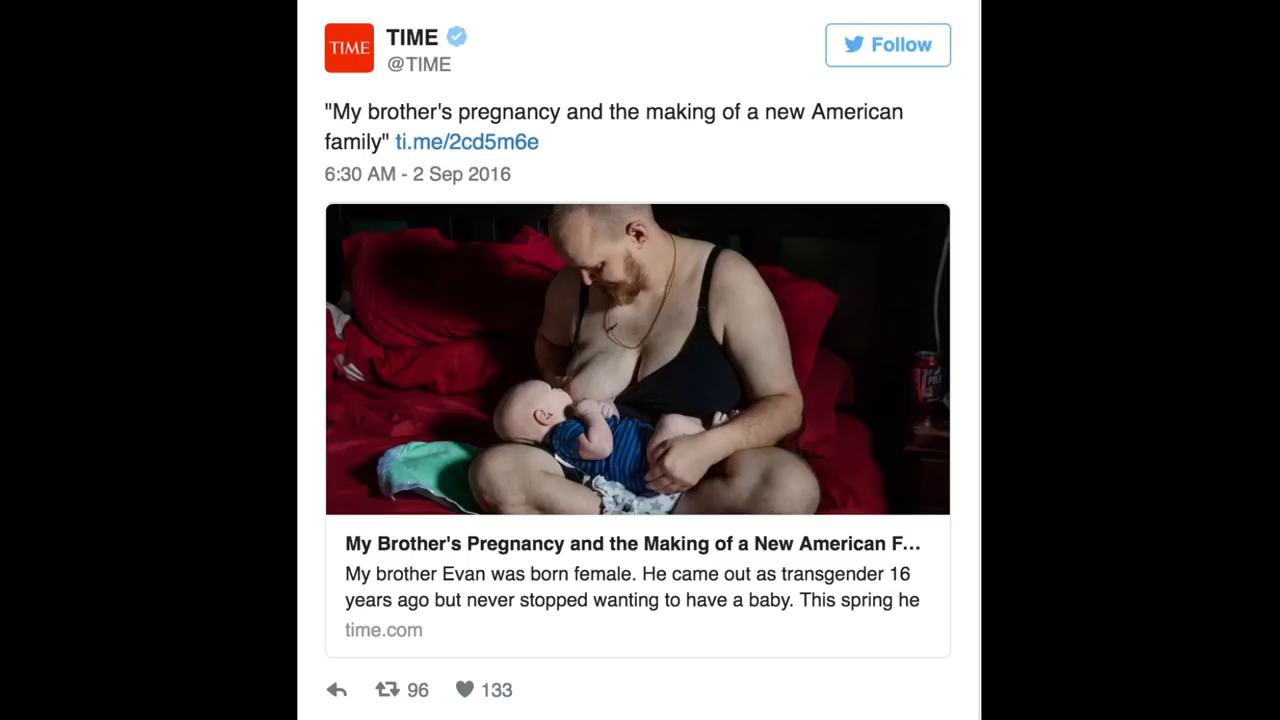 TIME
TIME
Follow
@TIME
"My brother's pregnancy and the making of a new American
family" ti.me/2cd5m6e
6:30 AM - 2 Sep 2016
My Brother's Pregnancy and the Making of a New American F...
My brother Evan was born female. He came out as transgender 16
years ago but never stopped wanting to have a baby. This spring he
time.com
96
133